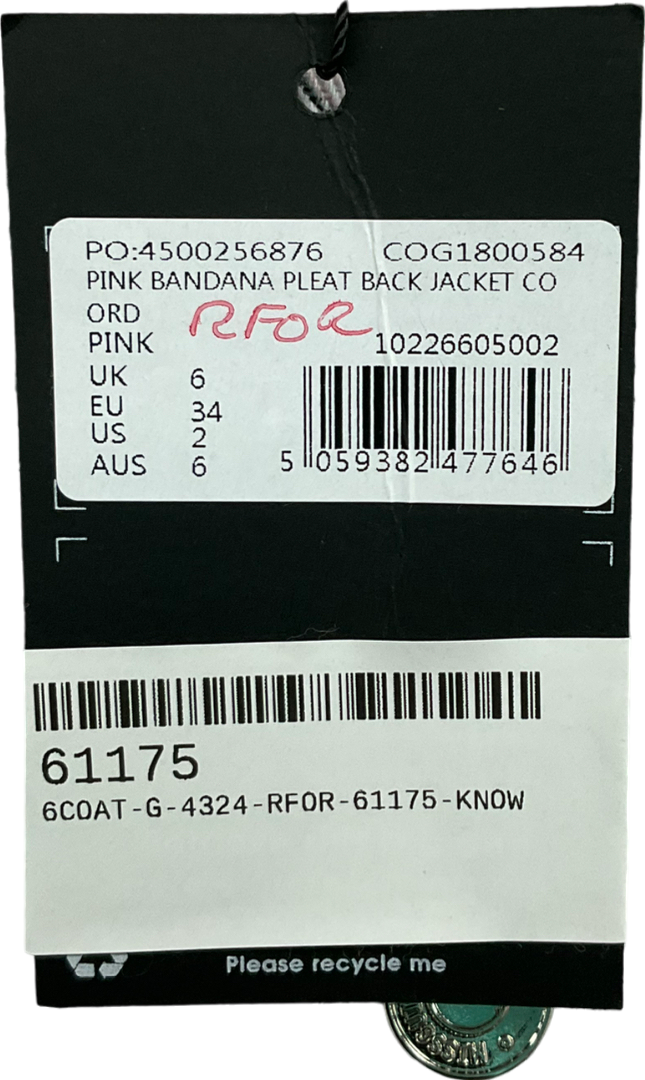 PO:4500256876 COG1800584
PINK BANDANA PLEAT BACK JACKET CO
ORD
RFOR
PINK 10226605002
UK 6
EU 34
US 2
AUS 6
5 059382 477646
61175
6COAT-G-4324-RFOR-61175-KNOW
Please recycle me